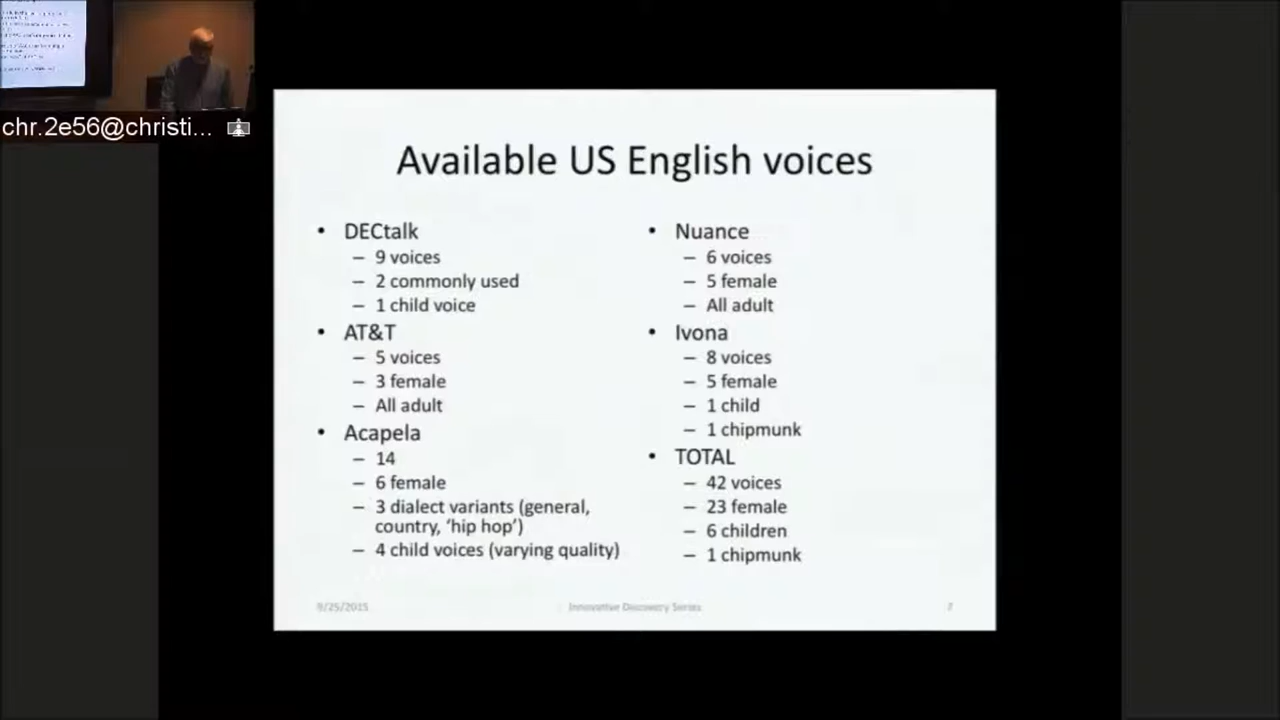 chr.2e56@christi...
Available US English voices
• DECtalk
– 9 voices
– 2 commonly used
– 1 child voice
• AT&T
– 5 voices
– 3 female
– All adult
• Acapela
– 14
– 6 female
– 3 dialect variants (general,
country, ‘hip hop’)
– 4 child voices (varying quality)
• Nuance
– 6 voices
– 5 female
– All adult
• Ivona
– 8 voices
– 5 female
– 1 child
– 1 chipmunk
• TOTAL
– 42 voices
– 23 female
– 6 children
– 1 chipmunk
9/25/2015
Innovative Discovery Series
7